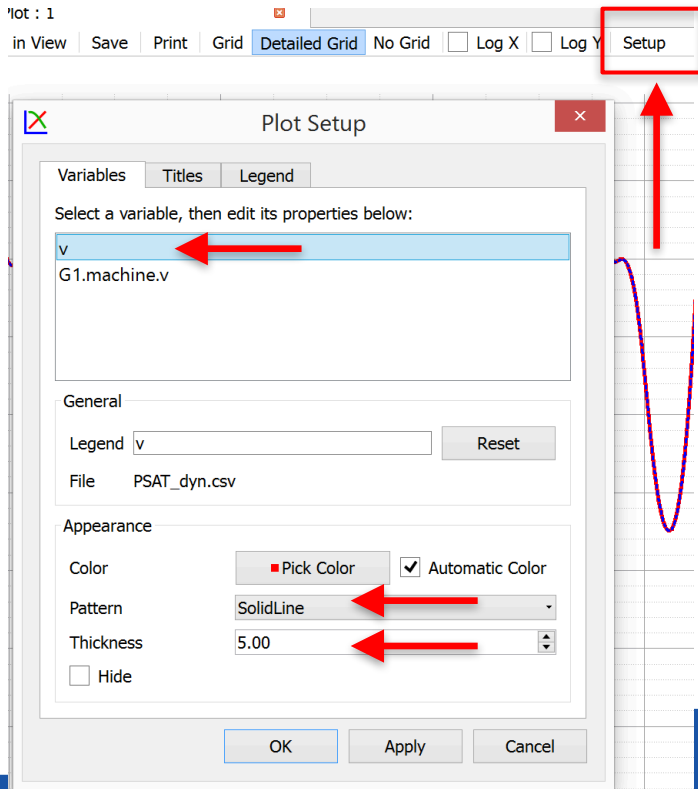 Plot : 1
in View Save Print Grid Detailed Grid No Grid Log X Log Y Setup
Plot Setup
Variables Titles Legend
Select a variable, then edit its properties below:
v
G1.machine.v
General
Legend v Reset
File PSAT_dyn.csv
Appearance
Color Pick Color Automatic Color
Pattern SolidLine
Thickness 5.00
Hide
OK Apply Cancel